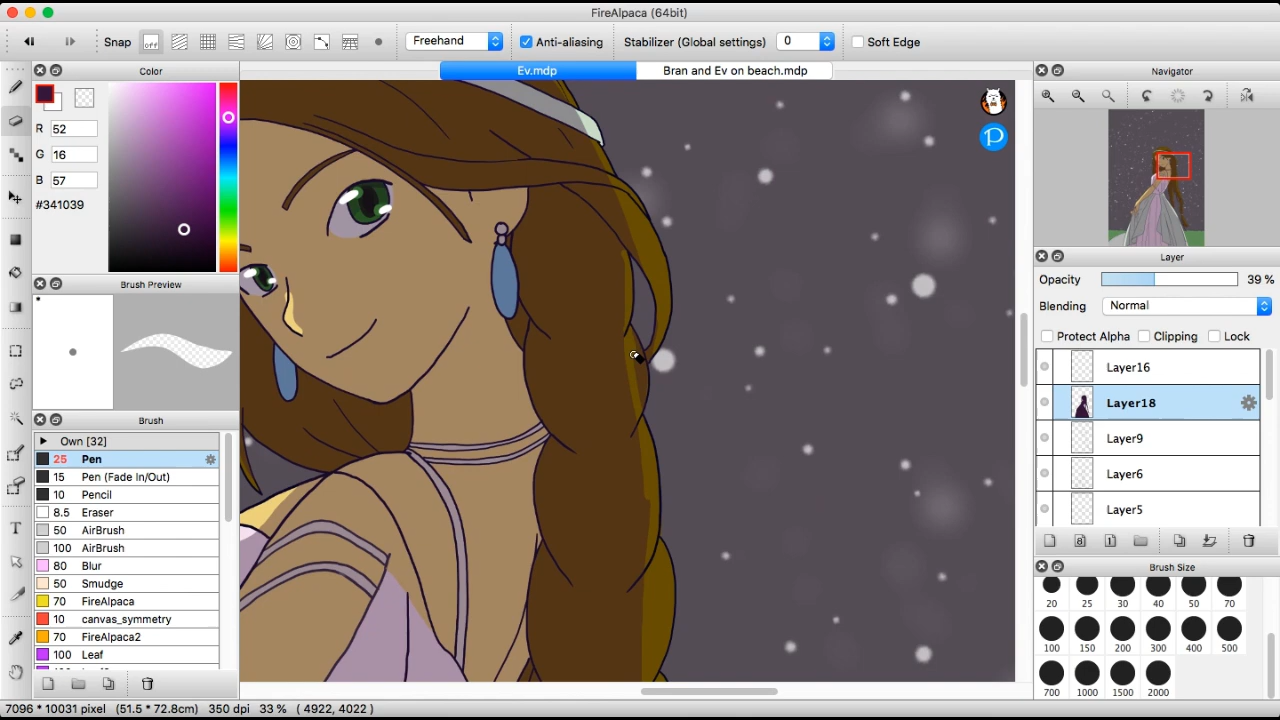 FireAlpaca (64bit)
Snap
off
Freehand
Anti-aliasing
Stabilizer (Global settings)
0
Soft Edge
Color
Ev.mdp
Bran and Ev on beach.mdp
Navigator
R
52
G
16
B
57
#341039
Layer
Opacity
39 %
Blending
Normal
Protect Alpha
Clipping
Lock
Layer16
Layer18
Layer9
Layer6
Layer5
Brush Preview
Brush
Own [32]
25 Pen
15 Pen (Fade In/Out)
10 Pencil
8.5 Eraser
50 AirBrush
100 AirBrush
80 Blur
50 Smudge
70 FireAlpaca
10 canvas_symmetry
70 FireAlpaca2
100 Leaf
Brush Size
20 25 30 40 50 70
100 150 200 300 400 500
700 1000 1500 2000
T
P
7096 * 10031 pixel (51.5 * 72.8cm) 350 dpi 33 % ( 4922, 4022 )